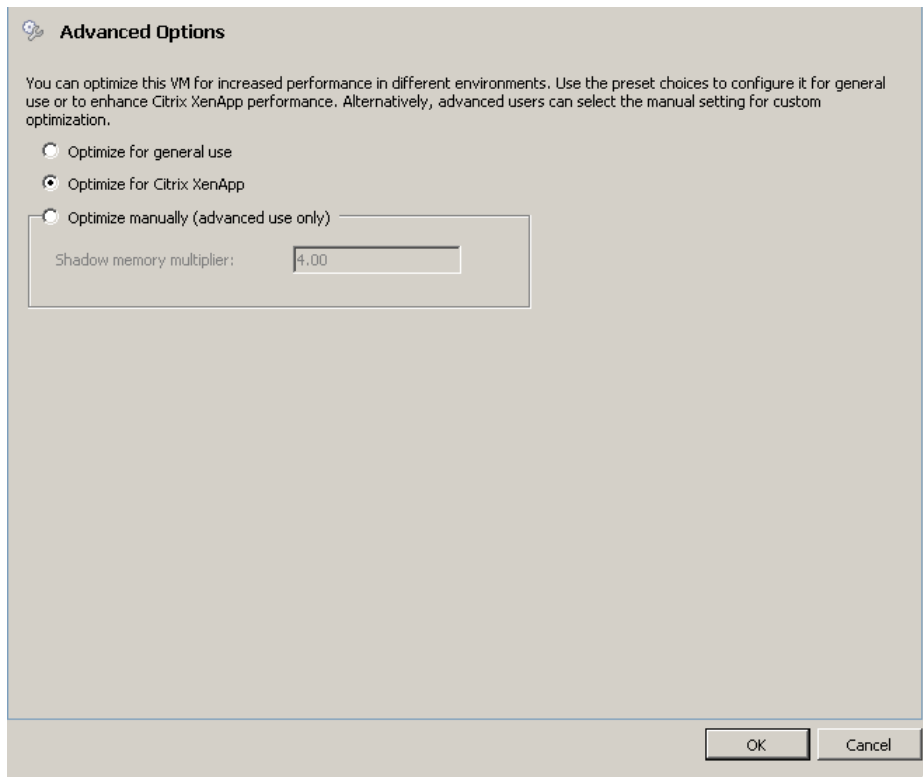 Advanced Options
You can optimize this VM for increased performance in different environments. Use the preset choices to configure it for general
use or to enhance Citrix XenApp performance. Alternatively, advanced users can select the manual setting for custom
optimization.
Optimize for general use
Optimize for Citrix XenApp
Optimize manually (advanced use only)
Shadow memory multiplier: 4.00
OK Cancel